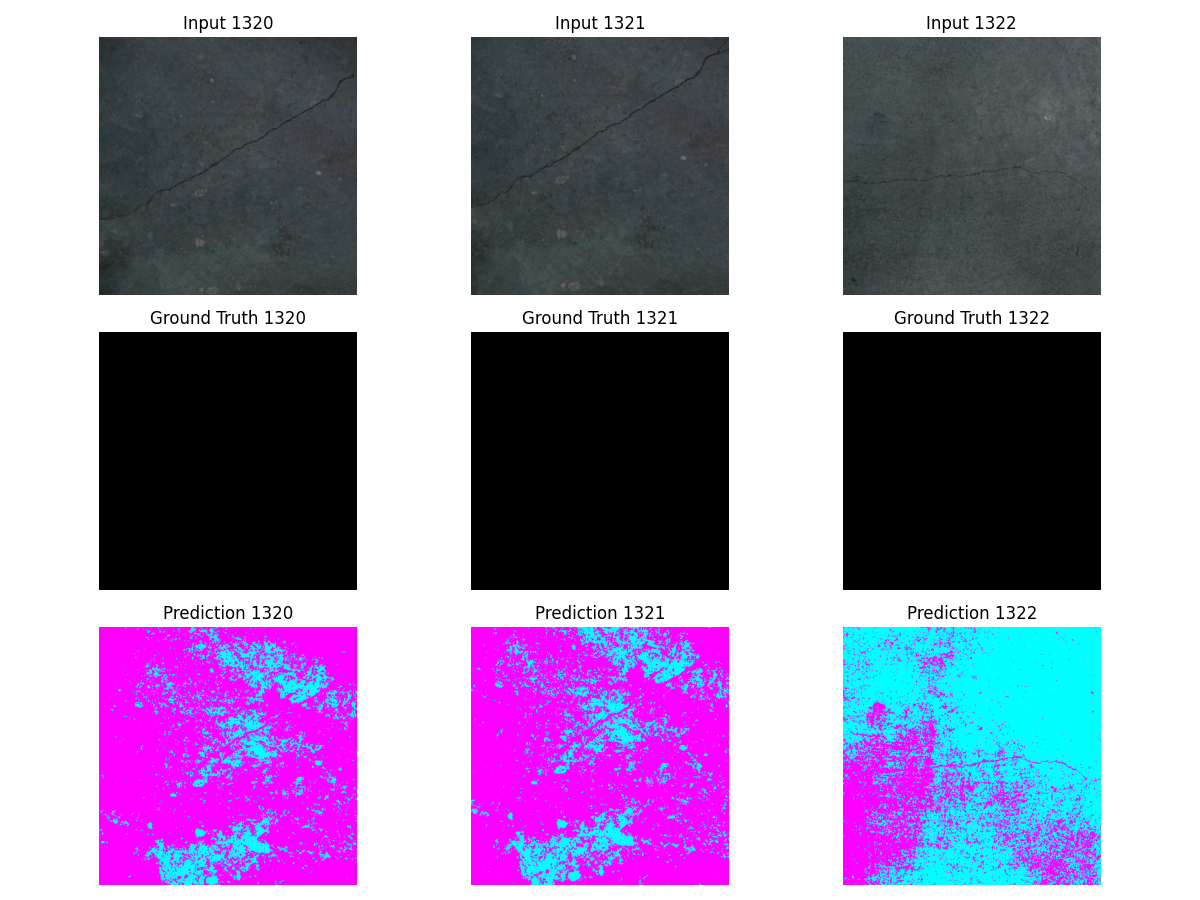 Input 1320
Input 1321
Input 1322
Ground Truth 1320
Ground Truth 1321
Ground Truth 1322
Prediction 1320
Prediction 1321
Prediction 1322